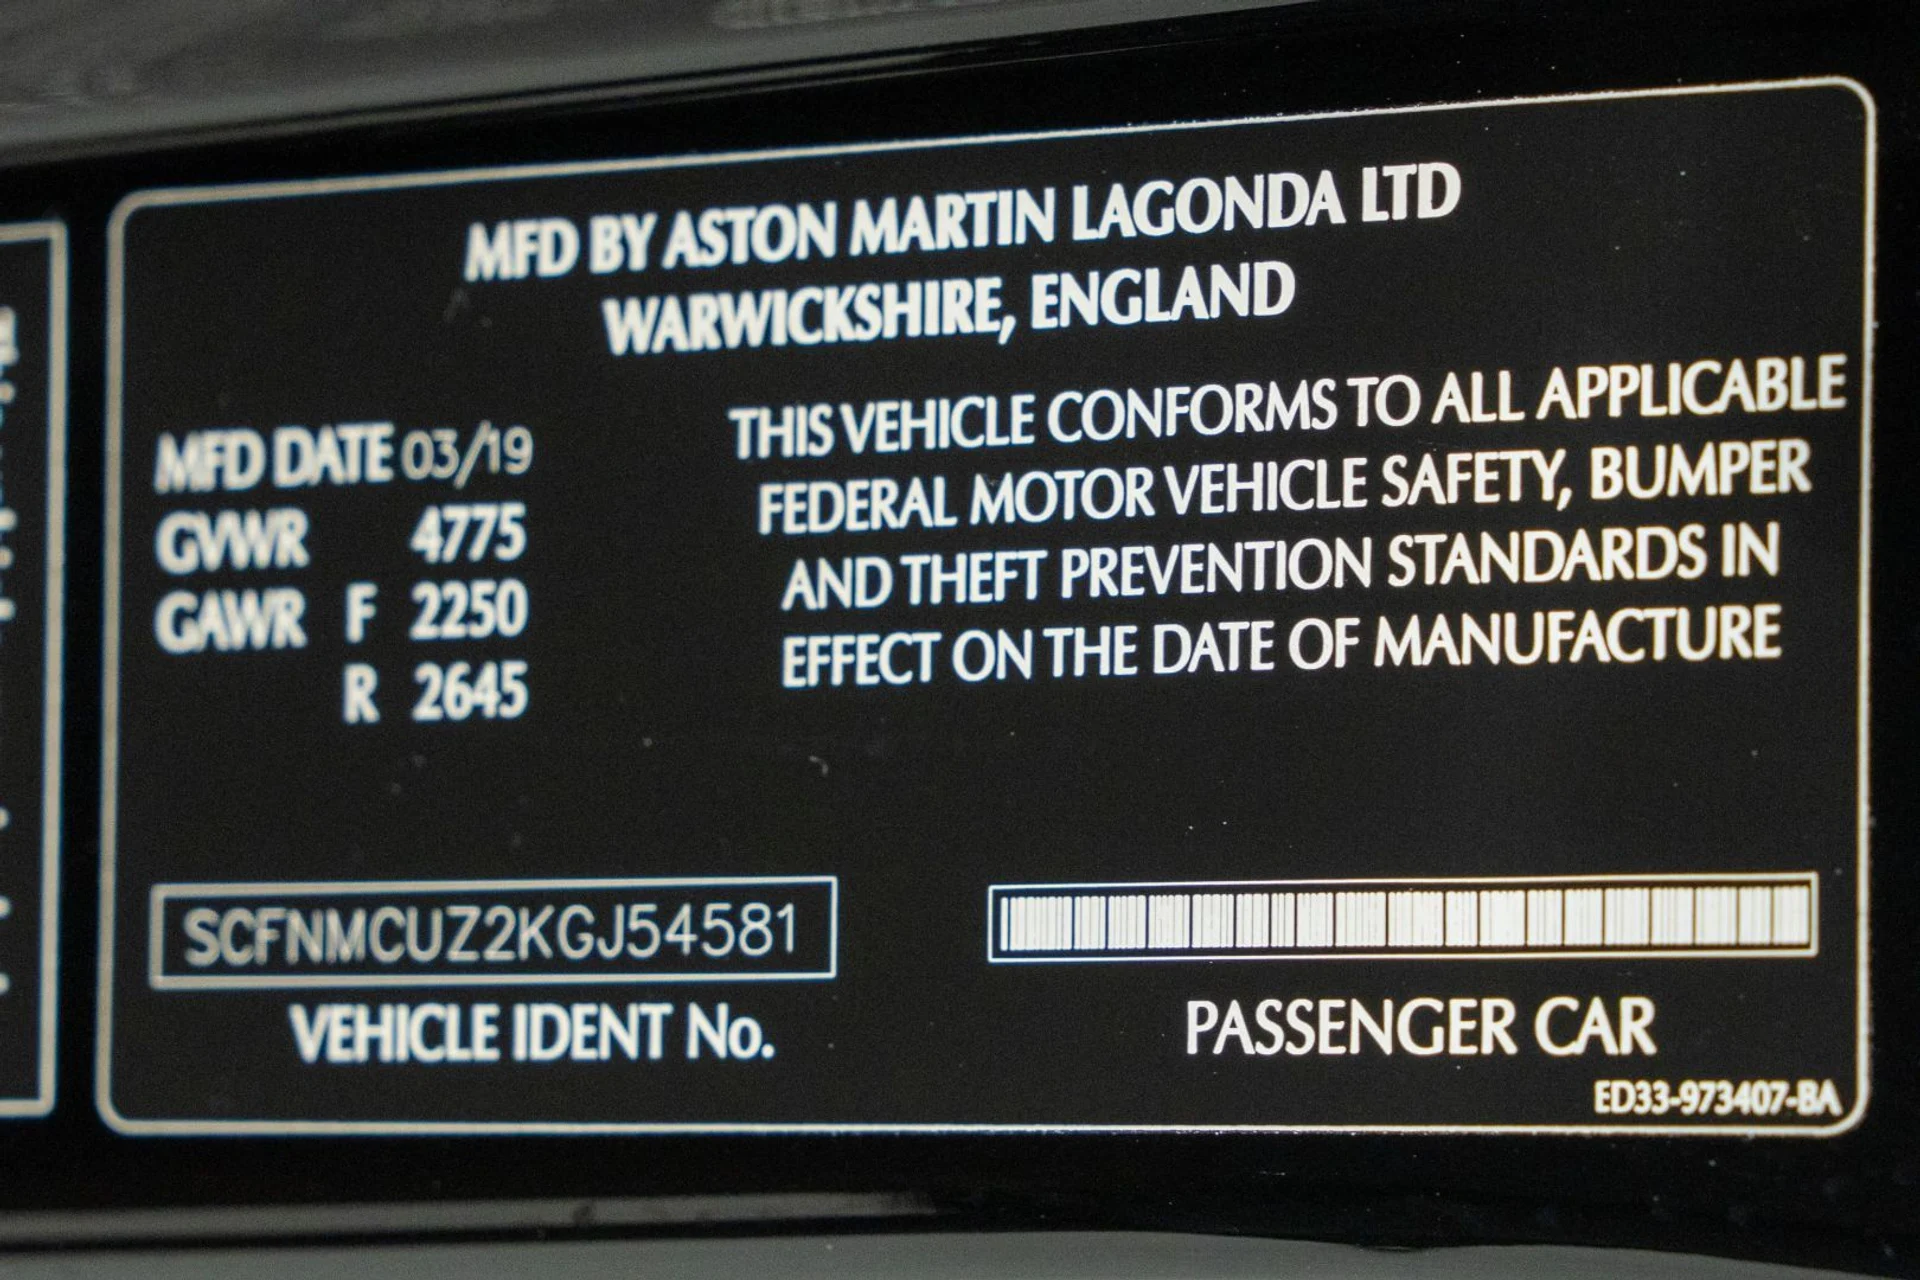 MFD BY ASTON MARTIN LAGONDA LTD
WARWICKSHIRE, ENGLAND
MFD DATE 03/19
GVWR 4775
GAWR F 2250
R 2645
THIS VEHICLE CONFORMS TO ALL APPLICABLE
FEDERAL MOTOR VEHICLE SAFETY, BUMPER
AND THEFT PREVENTION STANDARDS IN
EFFECT ON THE DATE OF MANUFACTURE
SCFNMCUZ2KGJ54581
VEHICLE IDENT No.
PASSENGER CAR
ED33-973407-BA